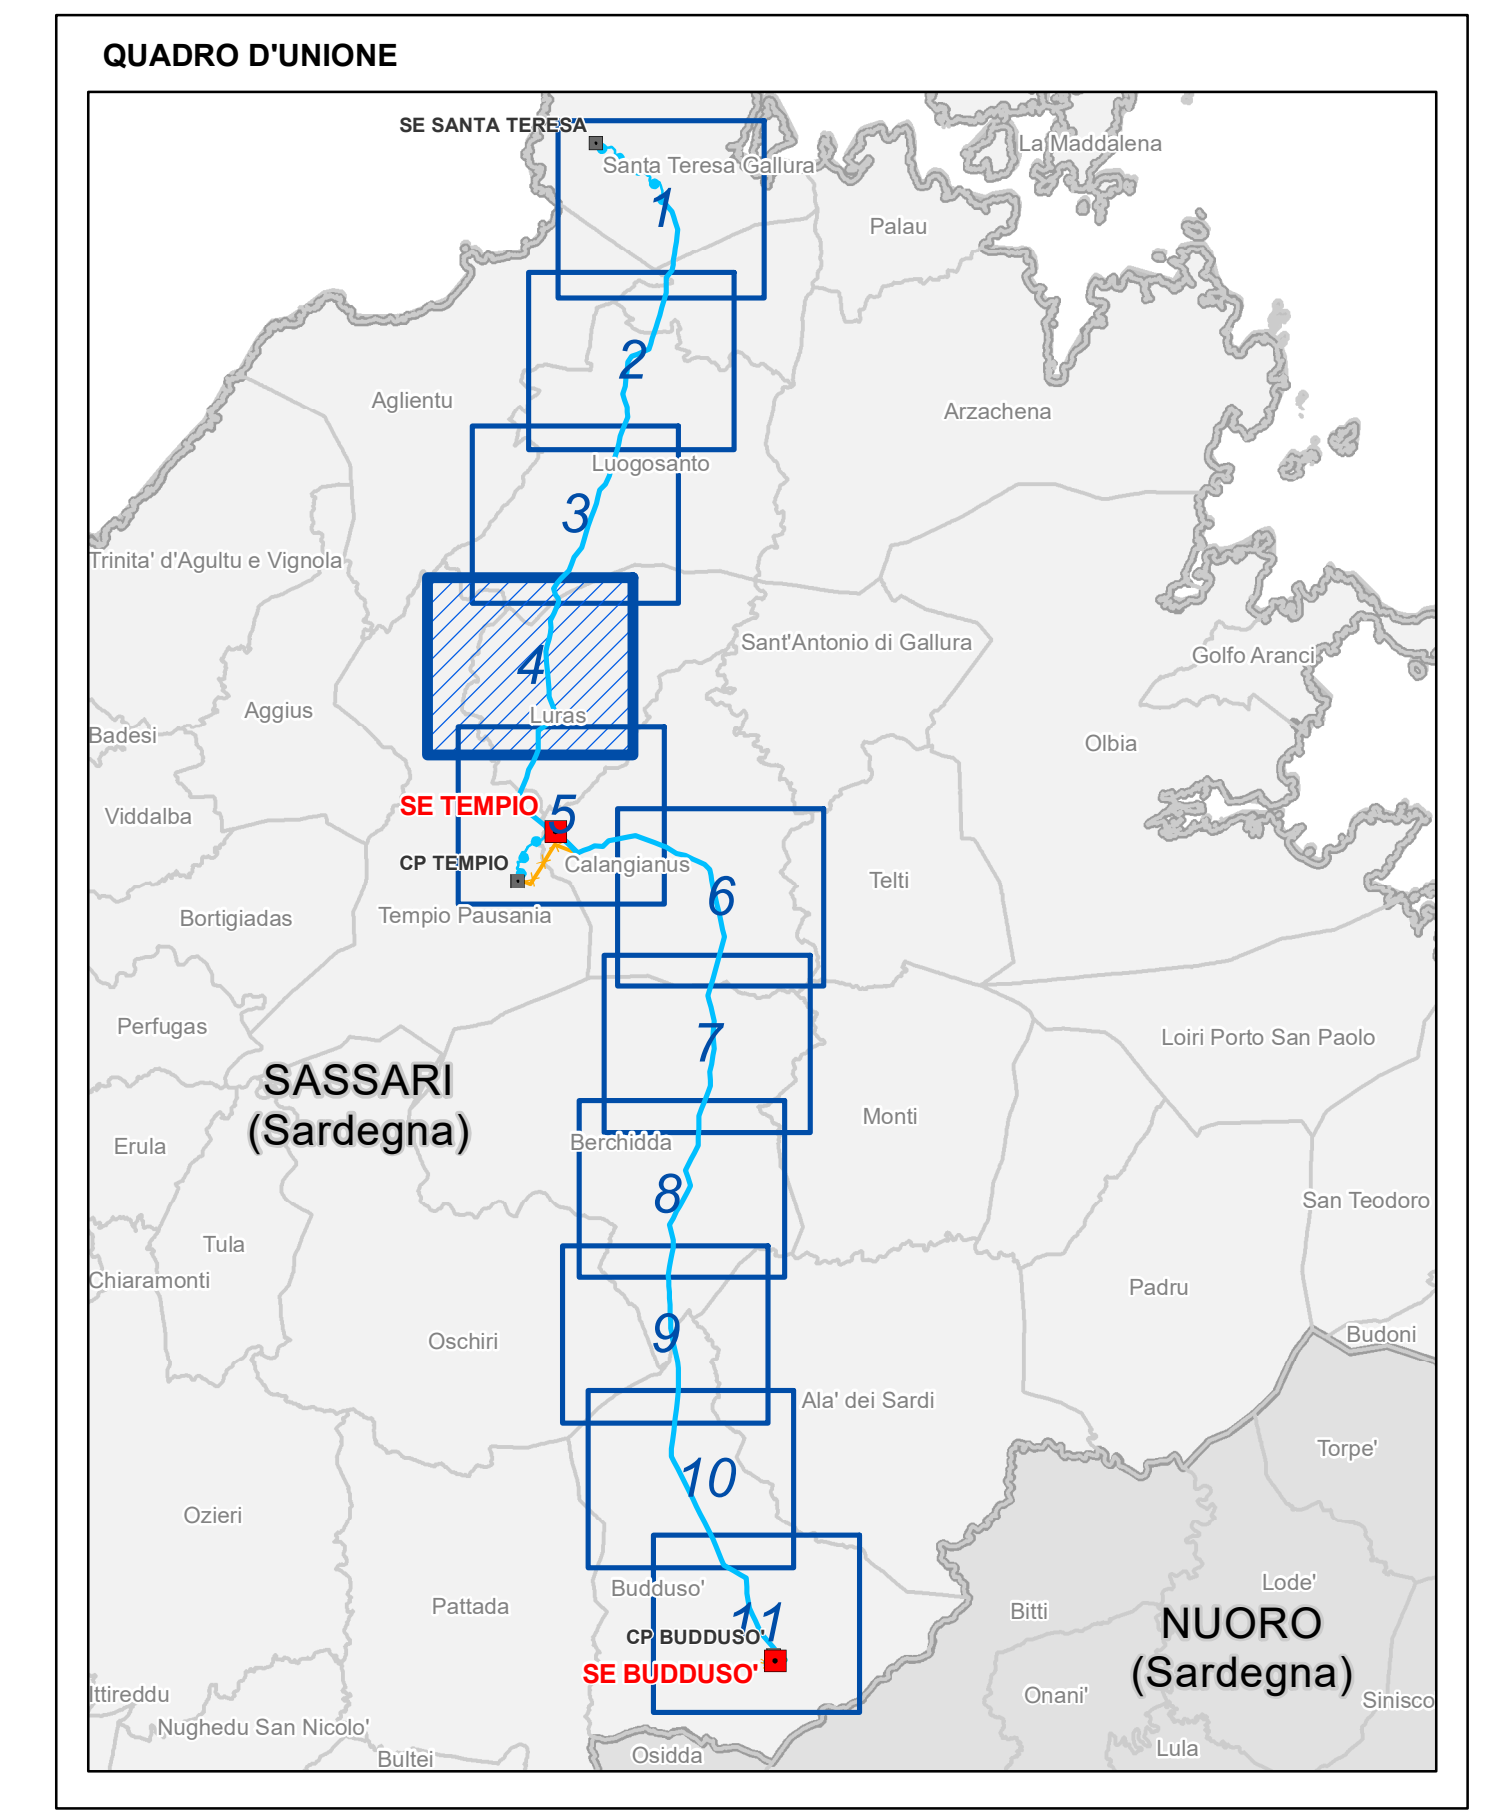 QUADRO D'UNIONE
SE SANTA TERESA
La Maddalena
Santa Teresa Gallura
1
Palau
2
Aglientu
Arzachena
Luogosanto
3
Trinita' d'Agultu e Vignola
Sant'Antonio di Gallura
Golfo Aranci
4
Aggius
Luras
Badesi
Olbia
SE TEMPIO
5
Viddalba
CP TEMPIO
Calangianus
Telti
6
Bortigiadas
Tempio Pausania
Perfugas
Loiri Porto San Paolo
7
SASSARI
(Sardegna)
Monti
Erula
Berchidda
8
San Teodoro
Tula
Chiaramonti
Padru
9
Oschiri
Budoni
Ala' dei Sardi
Torpe'
10
Ozieri
Budduso'
Lode'
Pattada
Bitti
11
NUORO
(Sardegna)
CP BUDDUSO'
SE BUDDUSO'
Ittireddu
Onani'
Sinisco
Nughedu San Nicolo'
Bultei
Osidda
Lula